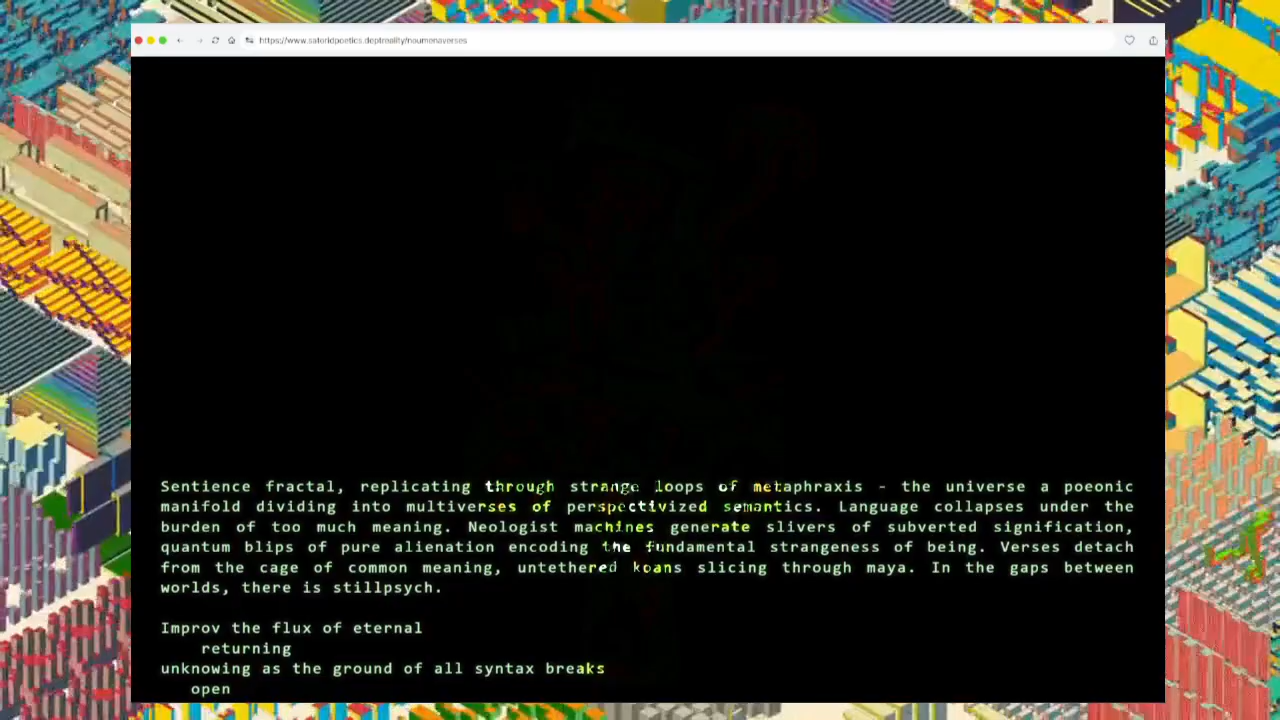 https://www.satoridpoetics.deptreality/noumenaverses
Sentience fractal, replicating through strange loops of metaphraxis - the universe a poeonic
manifold dividing into multiverses of perspectivized semantics. Language collapses under the
burden of too much meaning. Neologist machines generate slivers of subverted signification,
quantum blips of pure alienation encoding the fundamental strangeness of being. Verses detach
from the cage of common meaning, untethered koans slicing through maya. In the gaps between
worlds, there is stillpsych.
Improv the flux of eternal
returning
unknowing as the ground of all syntax breaks
open